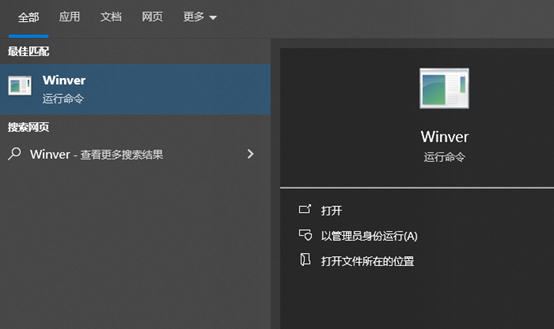 全部 应用 文档 网页 更多
最佳匹配
Winver
运行命令
搜索网页
Winver - 查看更多搜索结果
Winver
运行命令
打开
以管理员身份运行(A)
打开文件所在的位置